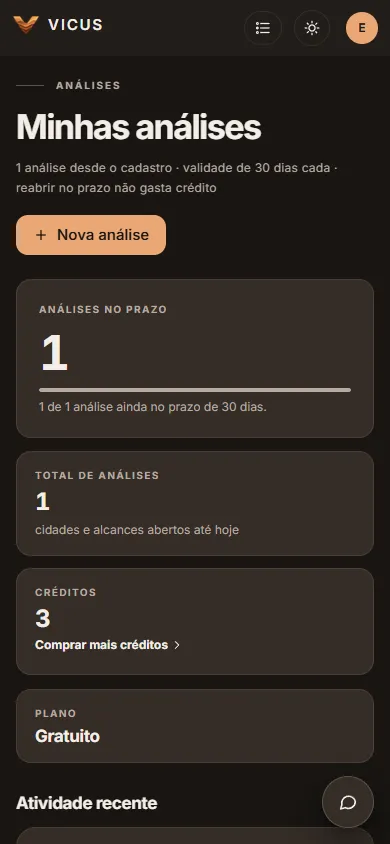 VICUS
E
ANÁLISES
Minhas análises
1 análise desde o cadastro · validade de 30 dias cada ·
reabrir no prazo não gasta crédito
+ Nova análise
ANÁLISES NO PRAZO
1
1 de 1 análise ainda no prazo de 30 dias.
TOTAL DE ANÁLISES
1
cidades e alcances abertos até hoje
CRÉDITOS
3
Comprar mais créditos >
PLANO
Gratuito
Atividade recente